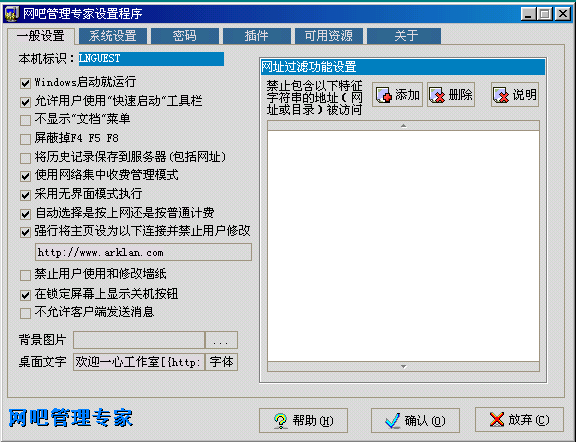 网吧管理专家设置程序
一般设置 系统设置 密码 插件 可用资源 关于
本机标识： LNGUEST
Windows启动就运行
允许用户使用"快速启动"工具栏
不显示"文档"菜单
屏蔽掉F4 F5 F8
将历史记录保存到服务器(包括网址)
使用网络集中收费管理模式
采用无界面模式执行
自动选择是按上网还是按普通计费
强行将主页设为以下连接并禁止用户修改
http://www.arklan.com
禁止用户使用和修改墙纸
在锁定屏幕上显示关机按钮
不允许客户端发送消息
背景图片 ...
桌面文字 欢迎一心工作室[{http: 字体
网址过滤功能设置
禁止包含以下特征
字符串的地址(网
址或目录)被访问
添加 删除 说明
网吧管理专家
帮助(H) 确认(O) 放弃(C)